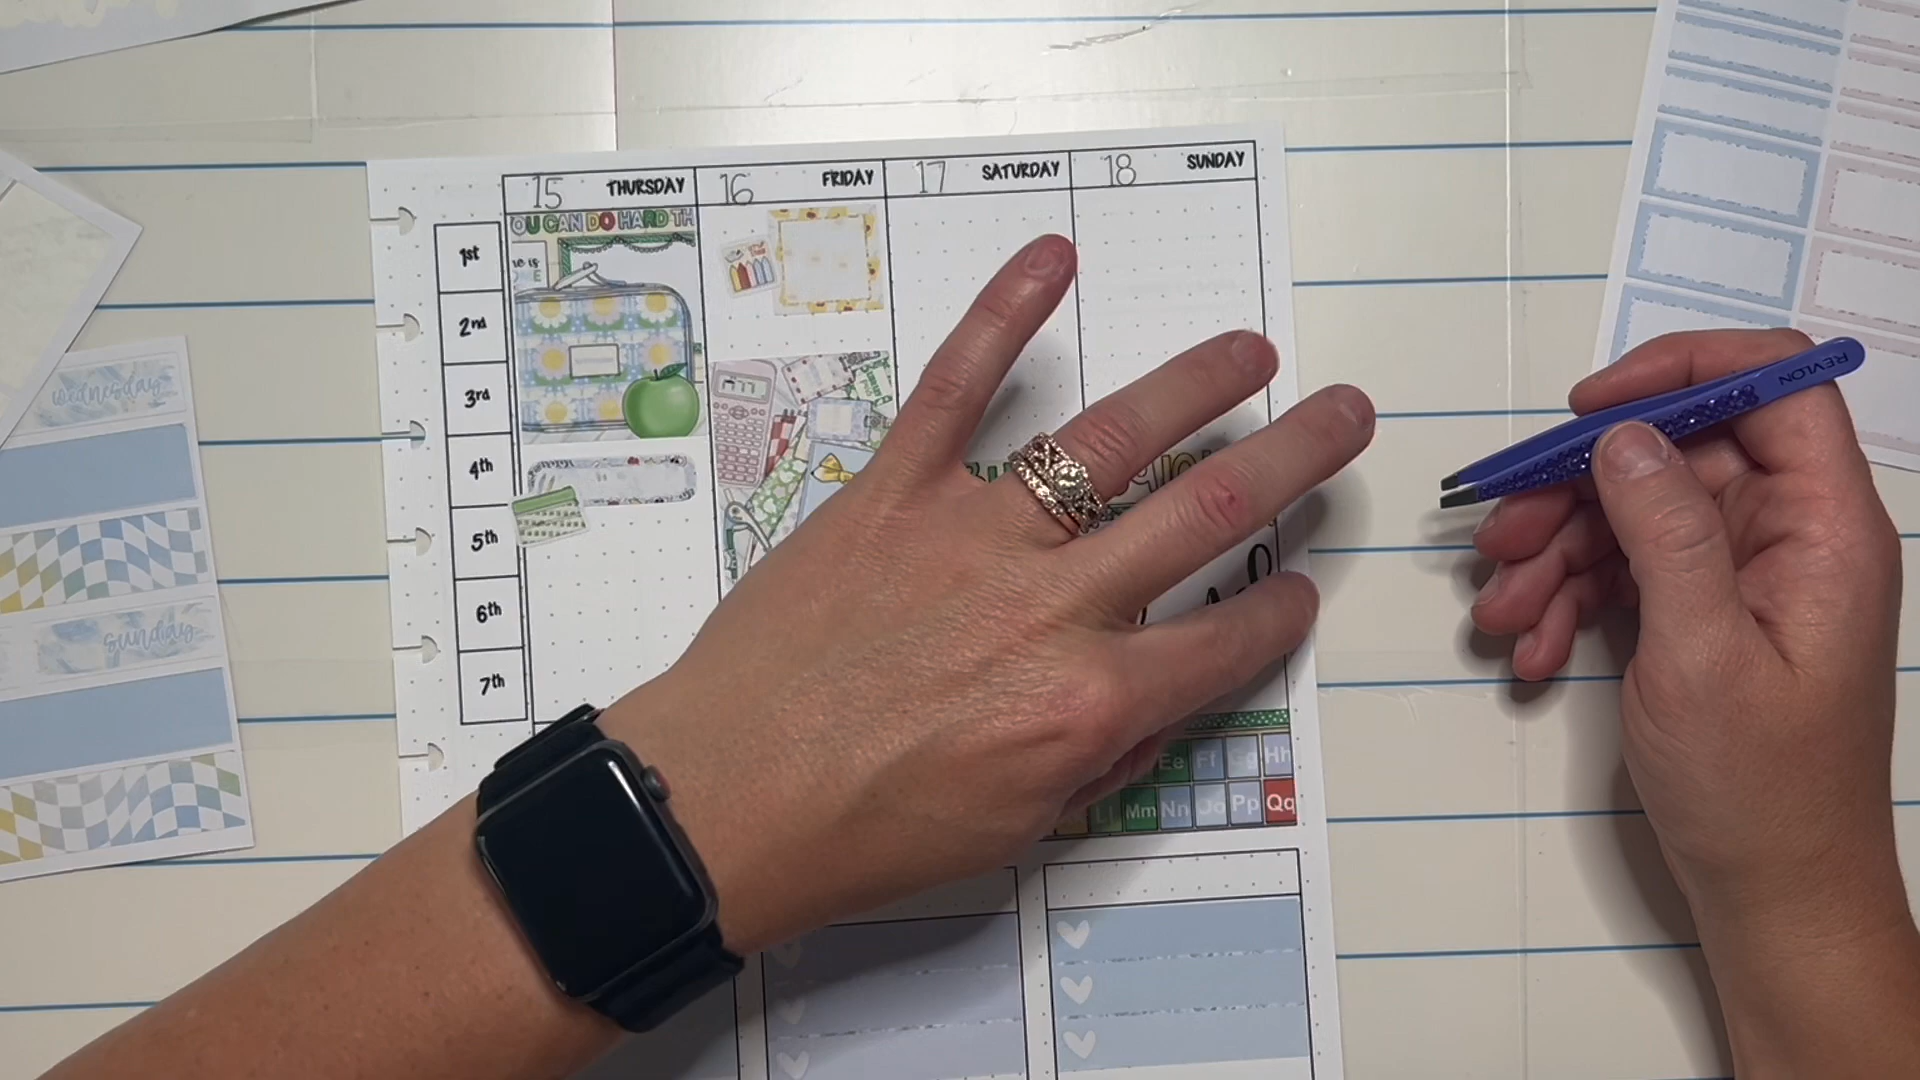 15 THURSDAY 16 FRIDAY 17 SATURDAY 18 SUNDAY
OU CAN DO HARD TH
1st
2nd
3rd
4th
5th
6th
7th
wednesday
sunday
REVLON
Ee Ff Gg Hh
Mm Nn Oo Pp Qq